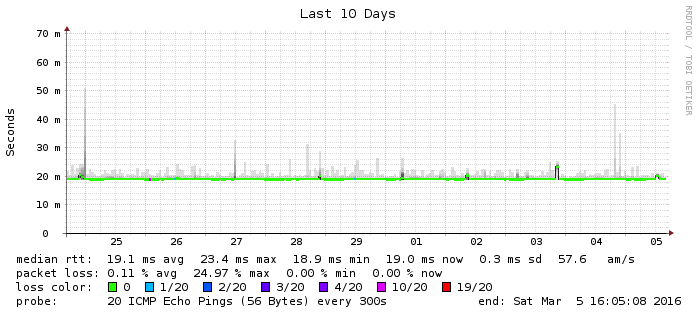 Last 10 Days
RRDTOOL / TOBI OETIKER
Seconds
70 m
60 m
50 m
40 m
30 m
20 m
10 m
0
25 26 27 28 29 01 02 03 04 05
median rtt: 19.1 ms avg 23.4 ms max 18.9 ms min 19.0 ms now 0.3 ms sd 57.6 am/s
packet loss: 0.11 % avg 24.97 % max 0.00 % min 0.00 % now
loss color: 0 1/20 2/20 3/20 4/20 10/20 19/20
probe: 20 ICMP Echo Pings (56 Bytes) every 300s end: Sat Mar 5 16:05:08 2016